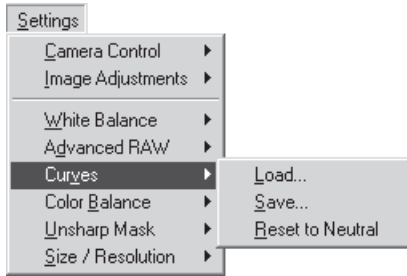 Settings
Camera Control
Image Adjustments
White Balance
Advanced RAW
Curves
Load...
Save...
Reset to Neutral
Color Balance
Unsharp Mask
Size / Resolution